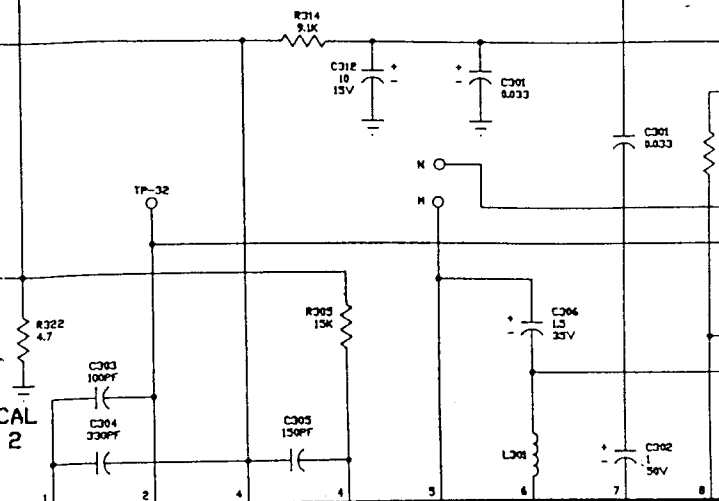 R314
9.1K
C312
10
15V
+
-
+
-
C301
0.033
C301
0.033
N
M
TP-32
R322
4.7
R305
15K
+
-
C306
1.5
35V
C303
100PF
CAL
2
C304
330PF
C305
150PF
L301
+
-
C302
1
50V
1
2
4
4
5
6
7
8